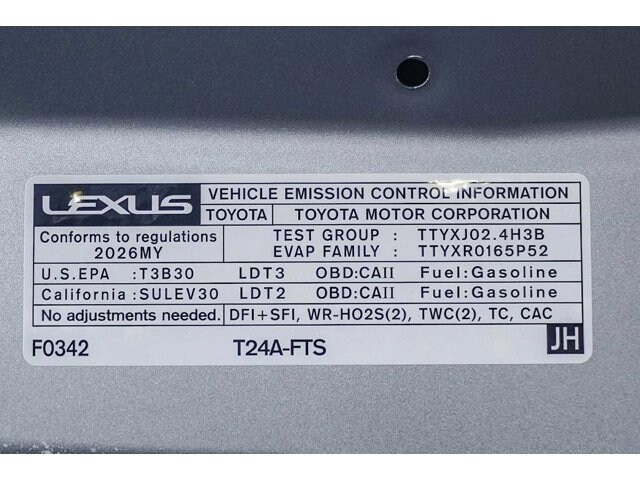 LEXUS VEHICLE EMISSION CONTROL INFORMATION
TOYOTA TOYOTA MOTOR CORPORATION
Conforms to regulations TEST GROUP : TTYXJ02.4H3B
2026MY EVAP FAMILY : TTYXR0165P52
U.S.EPA :T3B30 LDT3 OBD:CAII Fuel:Gasoline
California :SULEV30 LDT2 OBD:CAII Fuel:Gasoline
No adjustments needed. DFI+SFI, WR-HO2S(2), TWC(2), TC, CAC
F0342 T24A-FTS JH